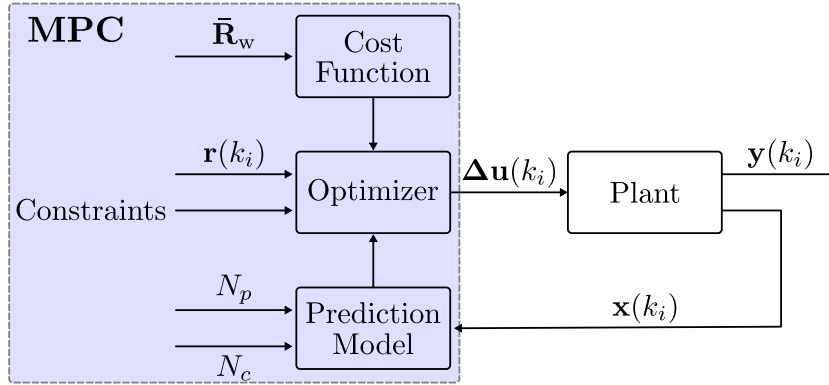 MPC
R̄w
Cost
Function
r(ki)
Constraints
Optimizer
Δu(ki)
Plant
y(ki)
Np
Prediction
Model
Nc
x(ki)